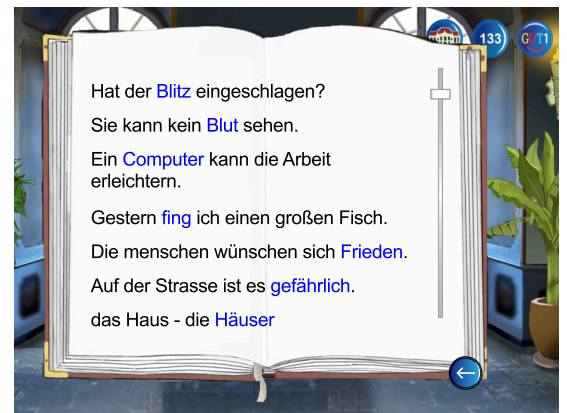 133
GUT1
Hat der Blitz eingeschlagen?
Sie kann kein Blut sehen.
Ein Computer kann die Arbeit
erleichtern.
Gestern fing ich einen großen Fisch.
Die menschen wünschen sich Frieden.
Auf der Strasse ist es gefährlich.
das Haus - die Häuser